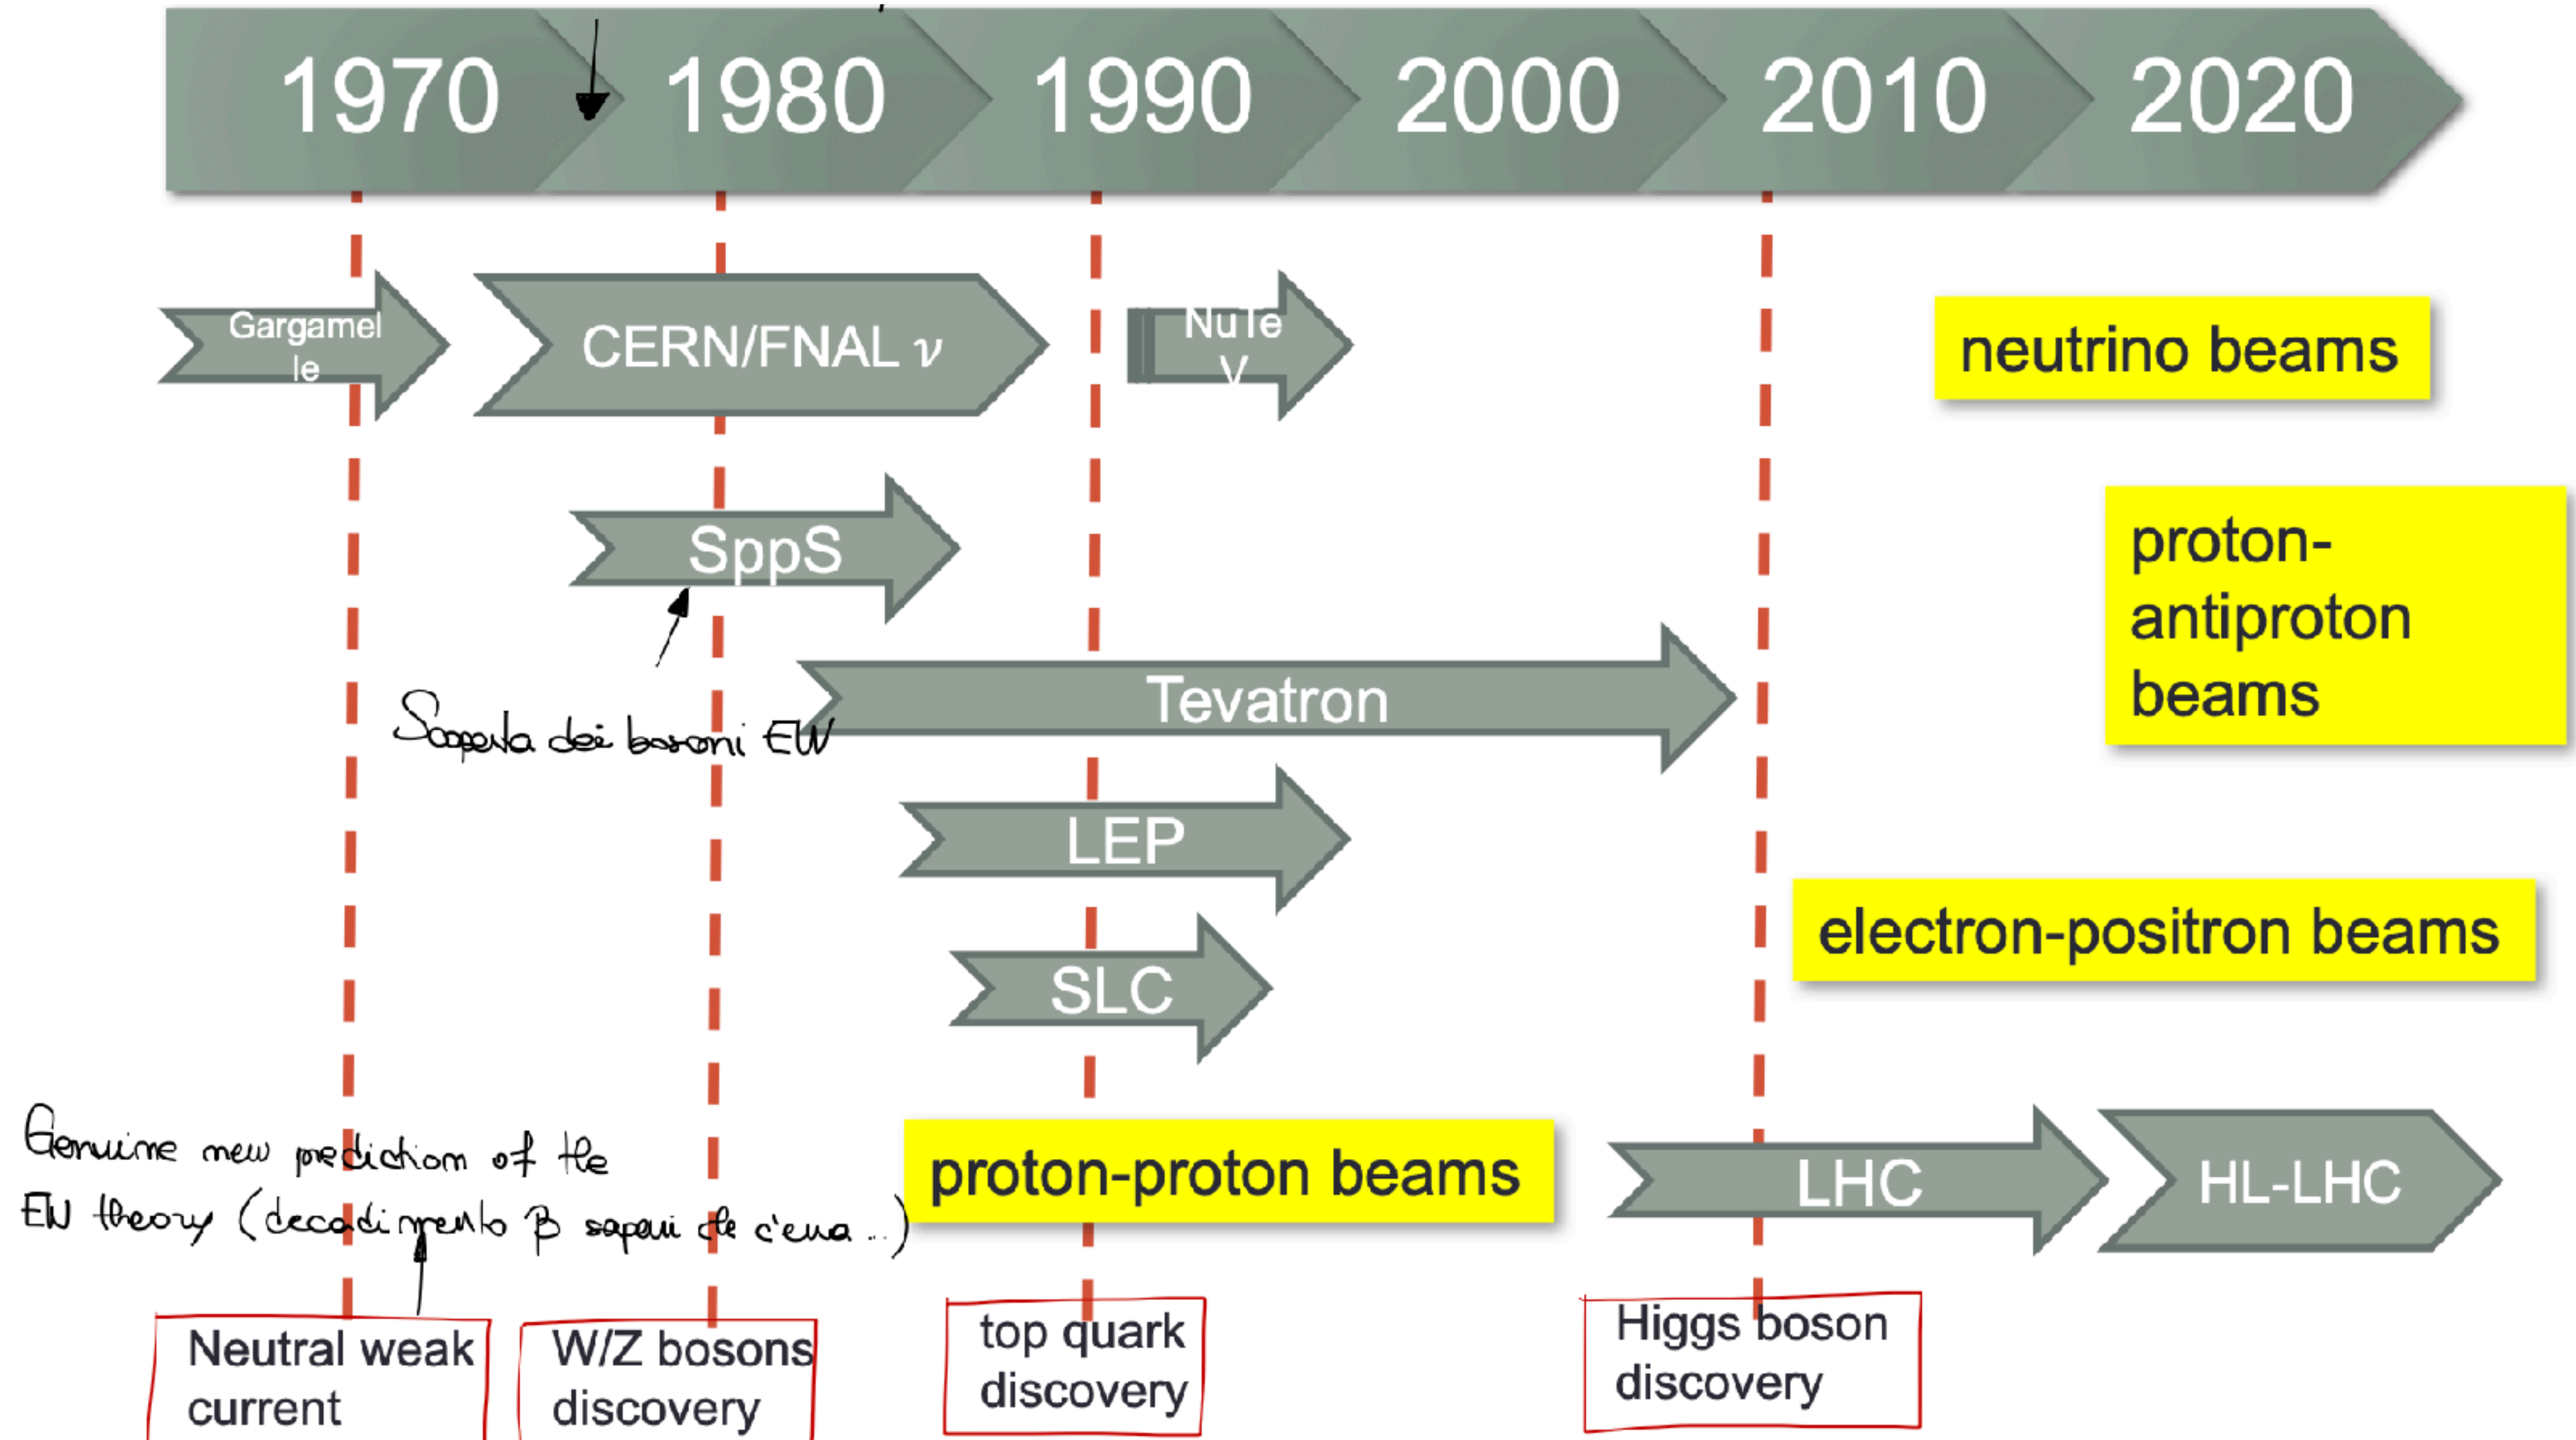 1970 1980 1990 2000 2010 2020
Gargamel
le
CERN/FNAL ν
NuTe
V
neutrino beams
SppS
proton-
antiproton
beams
Tevatron
Scoperta dei bosoni EW
LEP
electron-positron beams
SLC
Genuine new prediction of the
EW theory (decadimento β sapevi che c'era ...)
proton-proton beams
LHC
HL-LHC
Neutral weak
current
W/Z bosons
discovery
top quark
discovery
Higgs boson
discovery